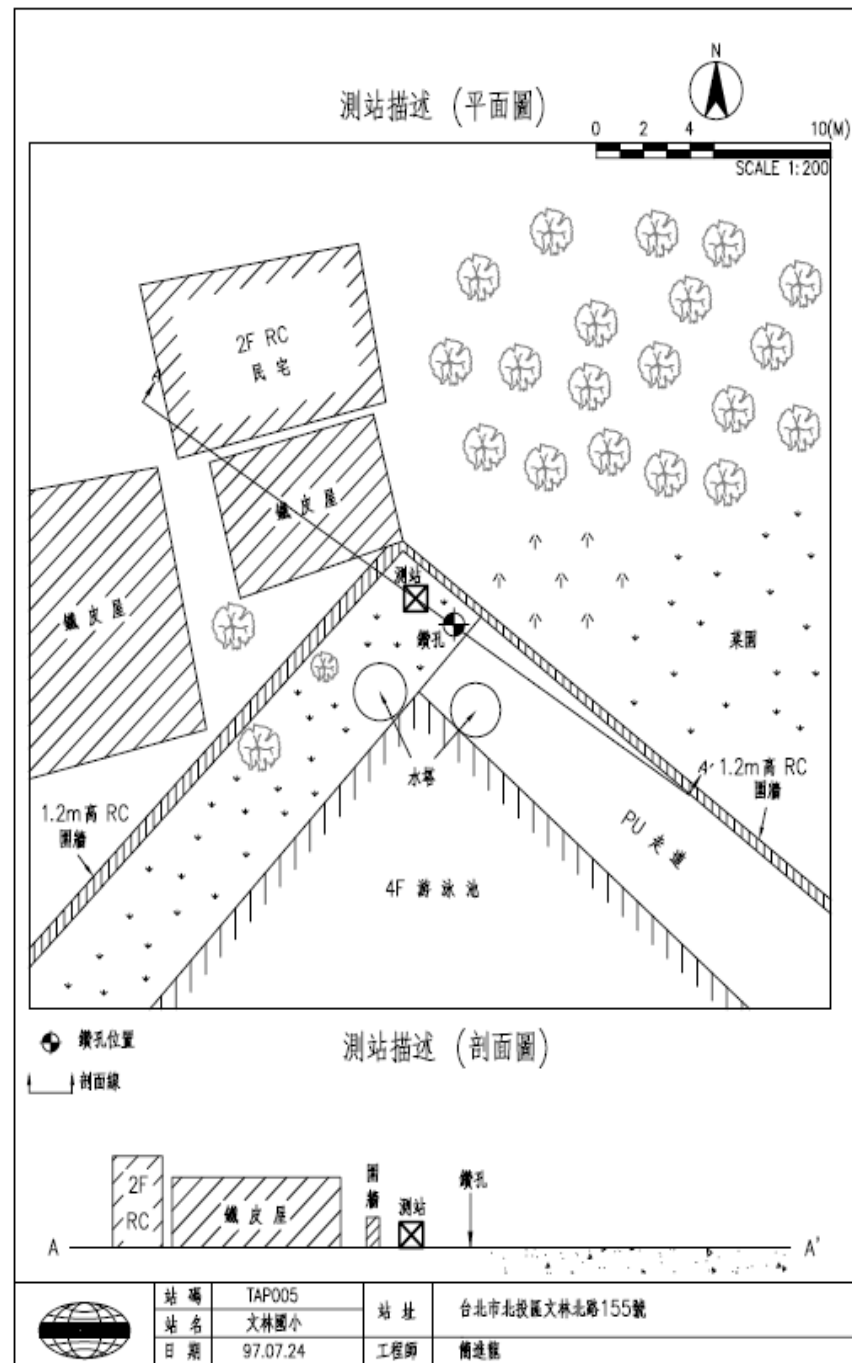 N
測站描述 (平面圖)
0 2 4 10(M)
SCALE 1:200
2F RC
民宅
A
鐵皮屋
鐵皮屋
測站
鑽孔
菜園
水塔
A' 1.2m高 RC
圍牆
1.2m高 RC
圍牆
PU 走道
4F 游泳池
鑽孔位置
剖面線
測站描述 (剖面圖)
2F
RC
鐵皮屋
圍牆
測站
鑽孔
A A'
站碼 TAP005
站名 文林國小
日期 97.07.24
站址 台北市北投區文林北路155號
工程師 簡進龍